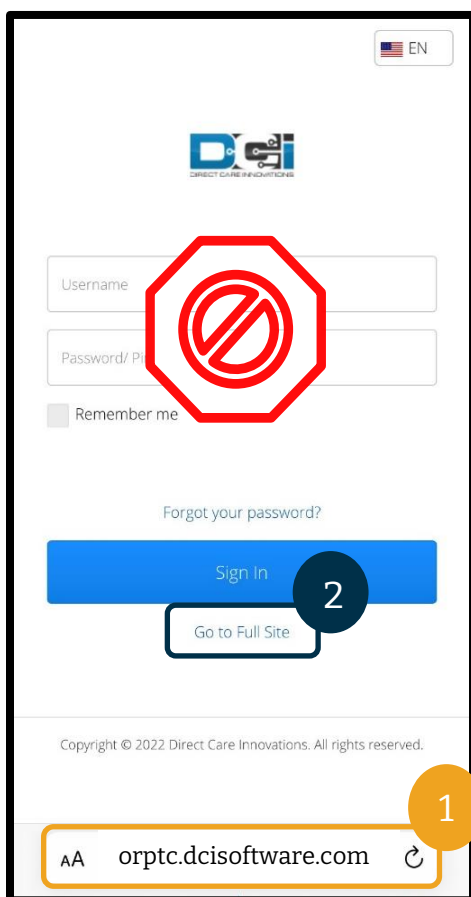 EN
DCi
DIRECT CARE INNOVATIONS
Username
Password/ Pi
Remember me
Forgot your password?
Sign In
2
Go to Full Site
Copyright © 2022 Direct Care Innovations. All rights reserved.
1
AA orptc.dcisoftware.com